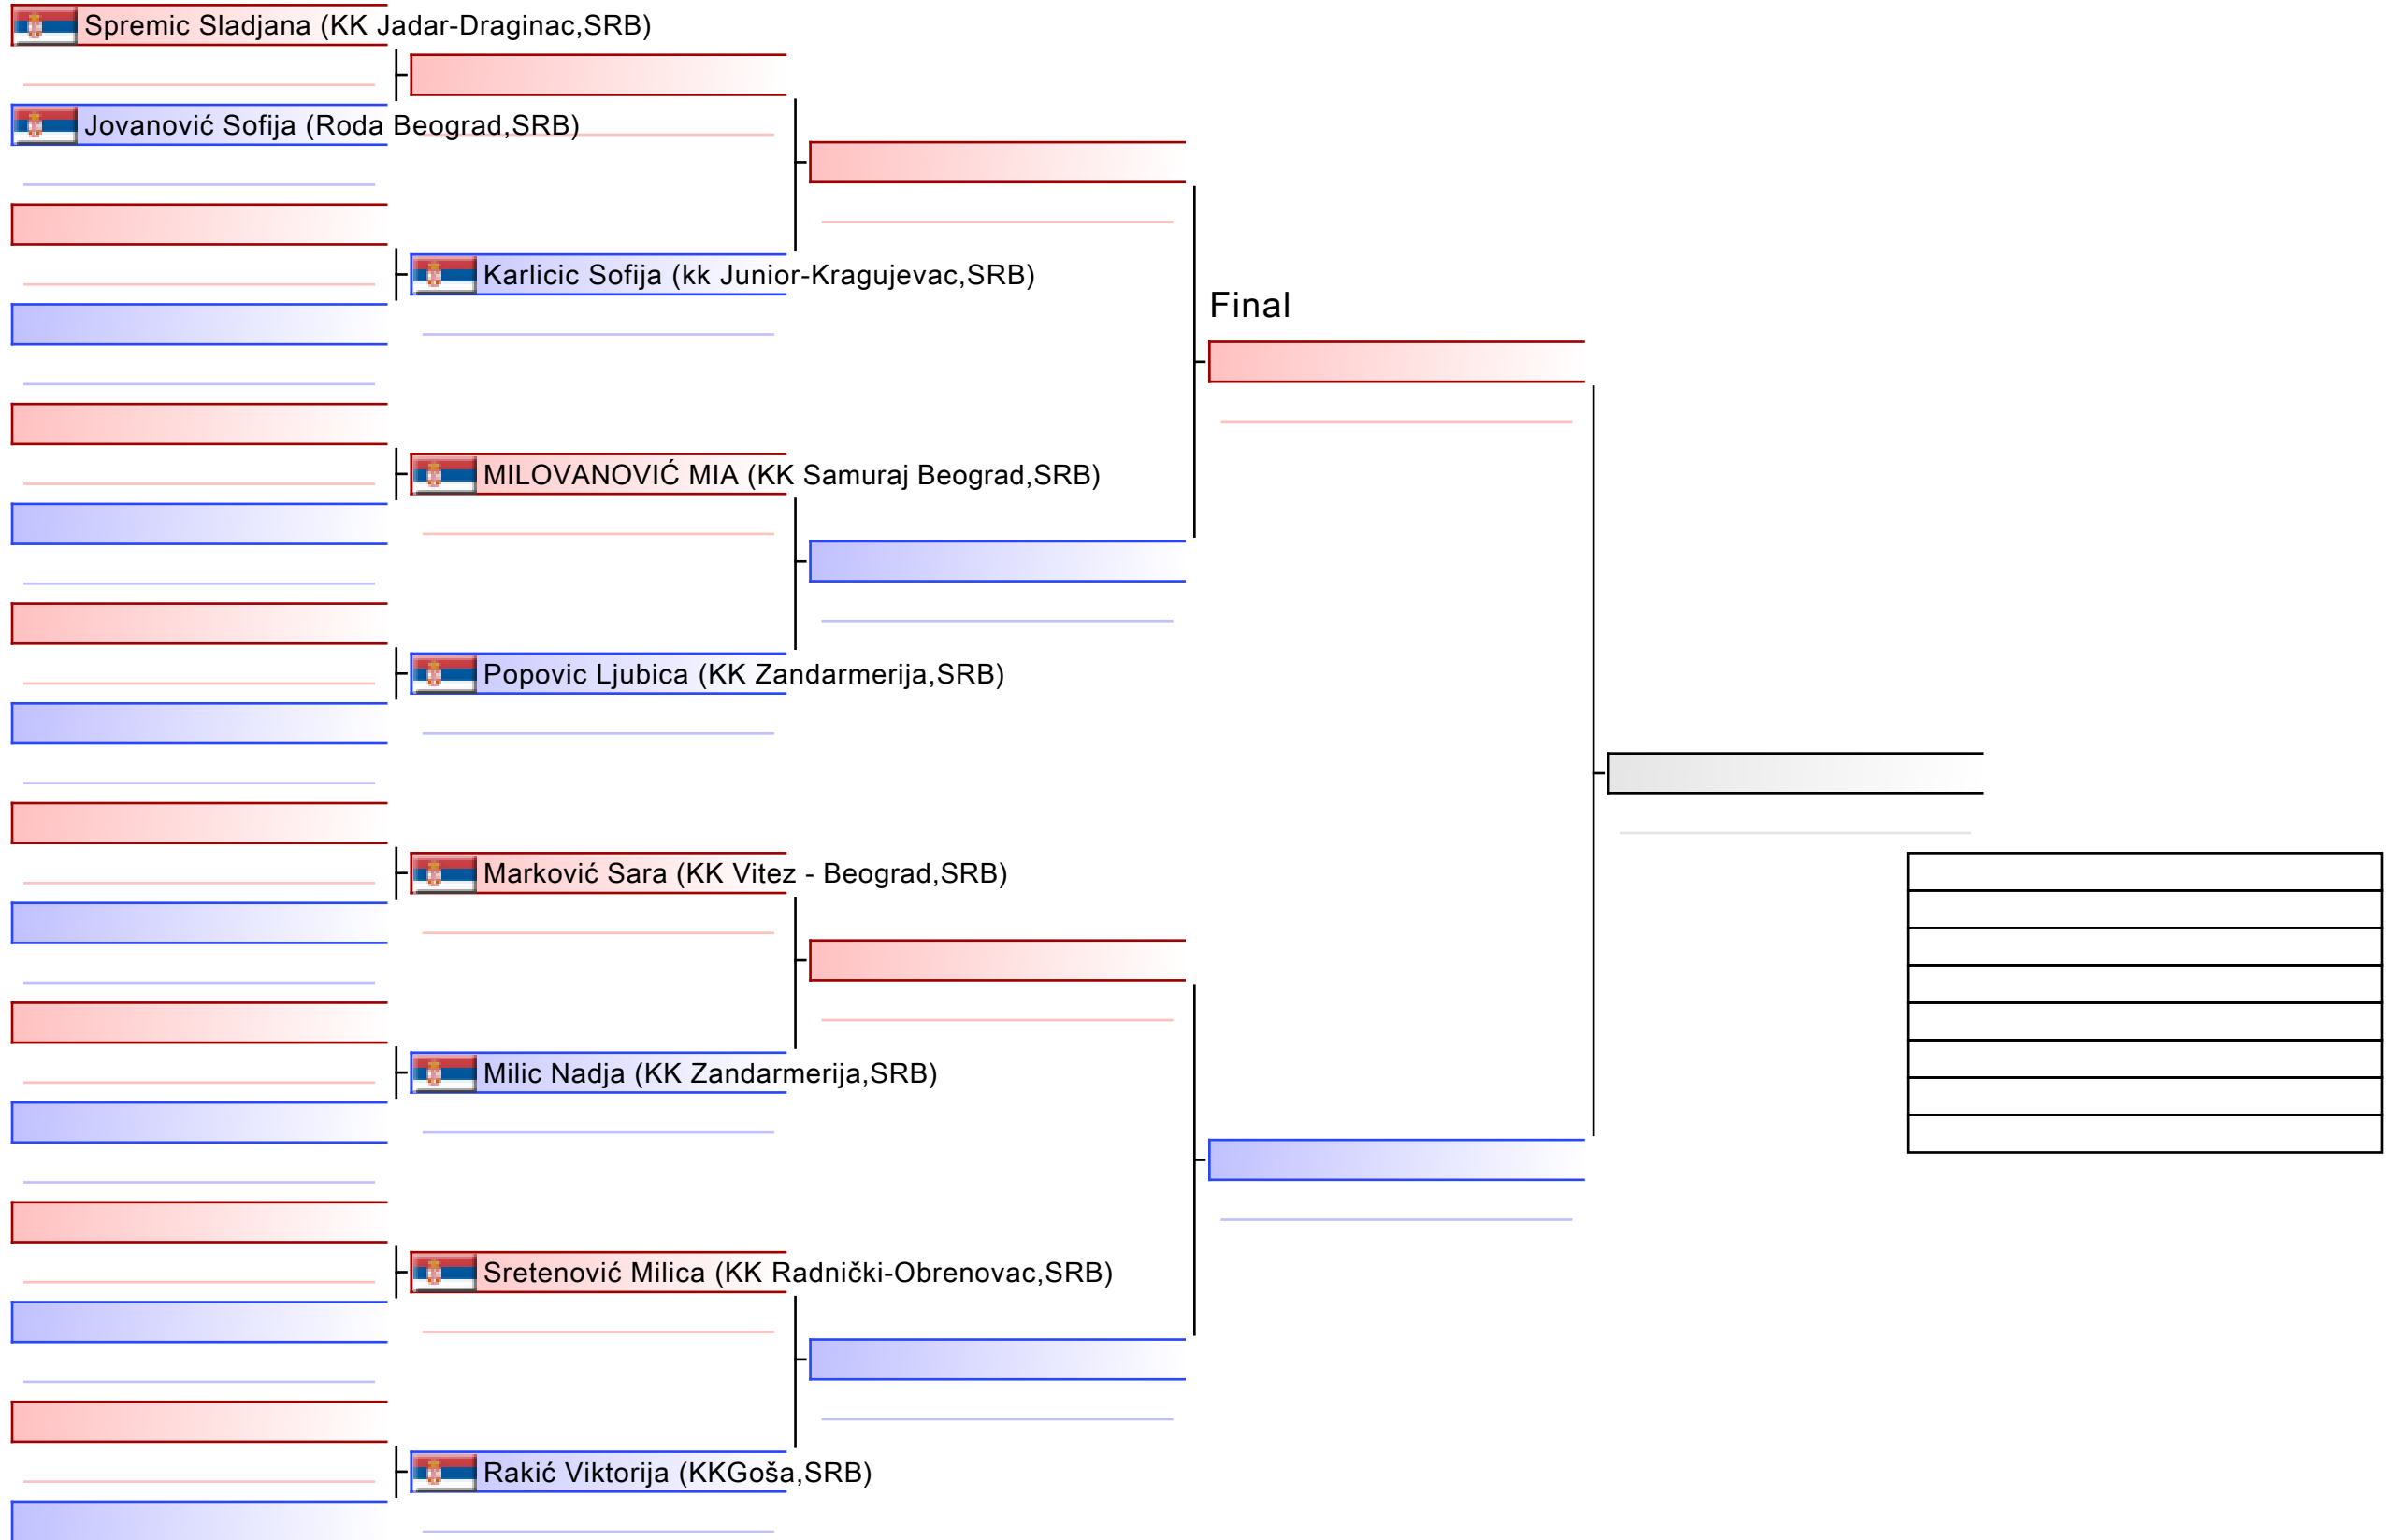 Spremic Sladjana (KK Jadar-Draginac,SRB)
Jovanović Sofija (Roda Beograd,SRB)
Karlicic Sofija (kk Junior-Kragujevac,SRB)
Final
MILOVANOVIĆ MIA (KK Samuraj Beograd,SRB)
Popovic Ljubica (KK Zandarmerija,SRB)
Marković Sara (KK Vitez - Beograd,SRB)
Milic Nadja (KK Zandarmerija,SRB)
Sretenović Milica (KK Radnički-Obrenovac,SRB)
Rakić Viktorija (KKGoša,SRB)